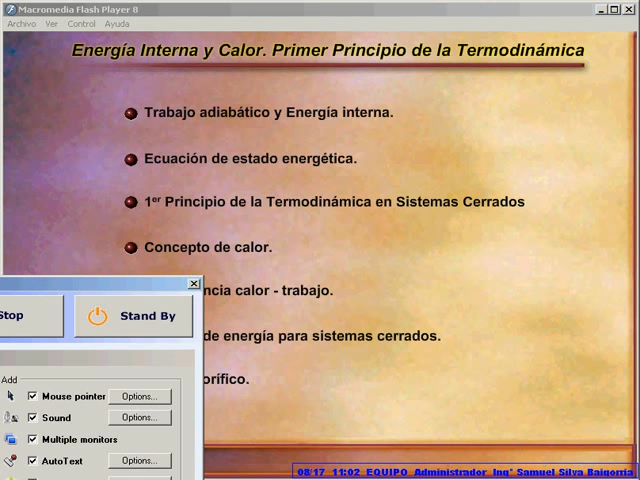 Macromedia Flash Player 8
Archivo Ver Control Ayuda
Energía Interna y Calor. Primer Principio de la Termodinámica
Trabajo adiabático y Energía interna.
Ecuación de estado energética.
1er Principio de la Termodinámica en Sistemas Cerrados
Concepto de calor.
ncia calor - trabajo.
Stop
Stand By
de energía para sistemas cerrados.
orífico.
Add
Mouse pointer Options...
Sound Options...
Multiple monitors
AutoText Options...
08/17 11:02 EQUIPO Administrador Ing° Samuel Silva Baigorria